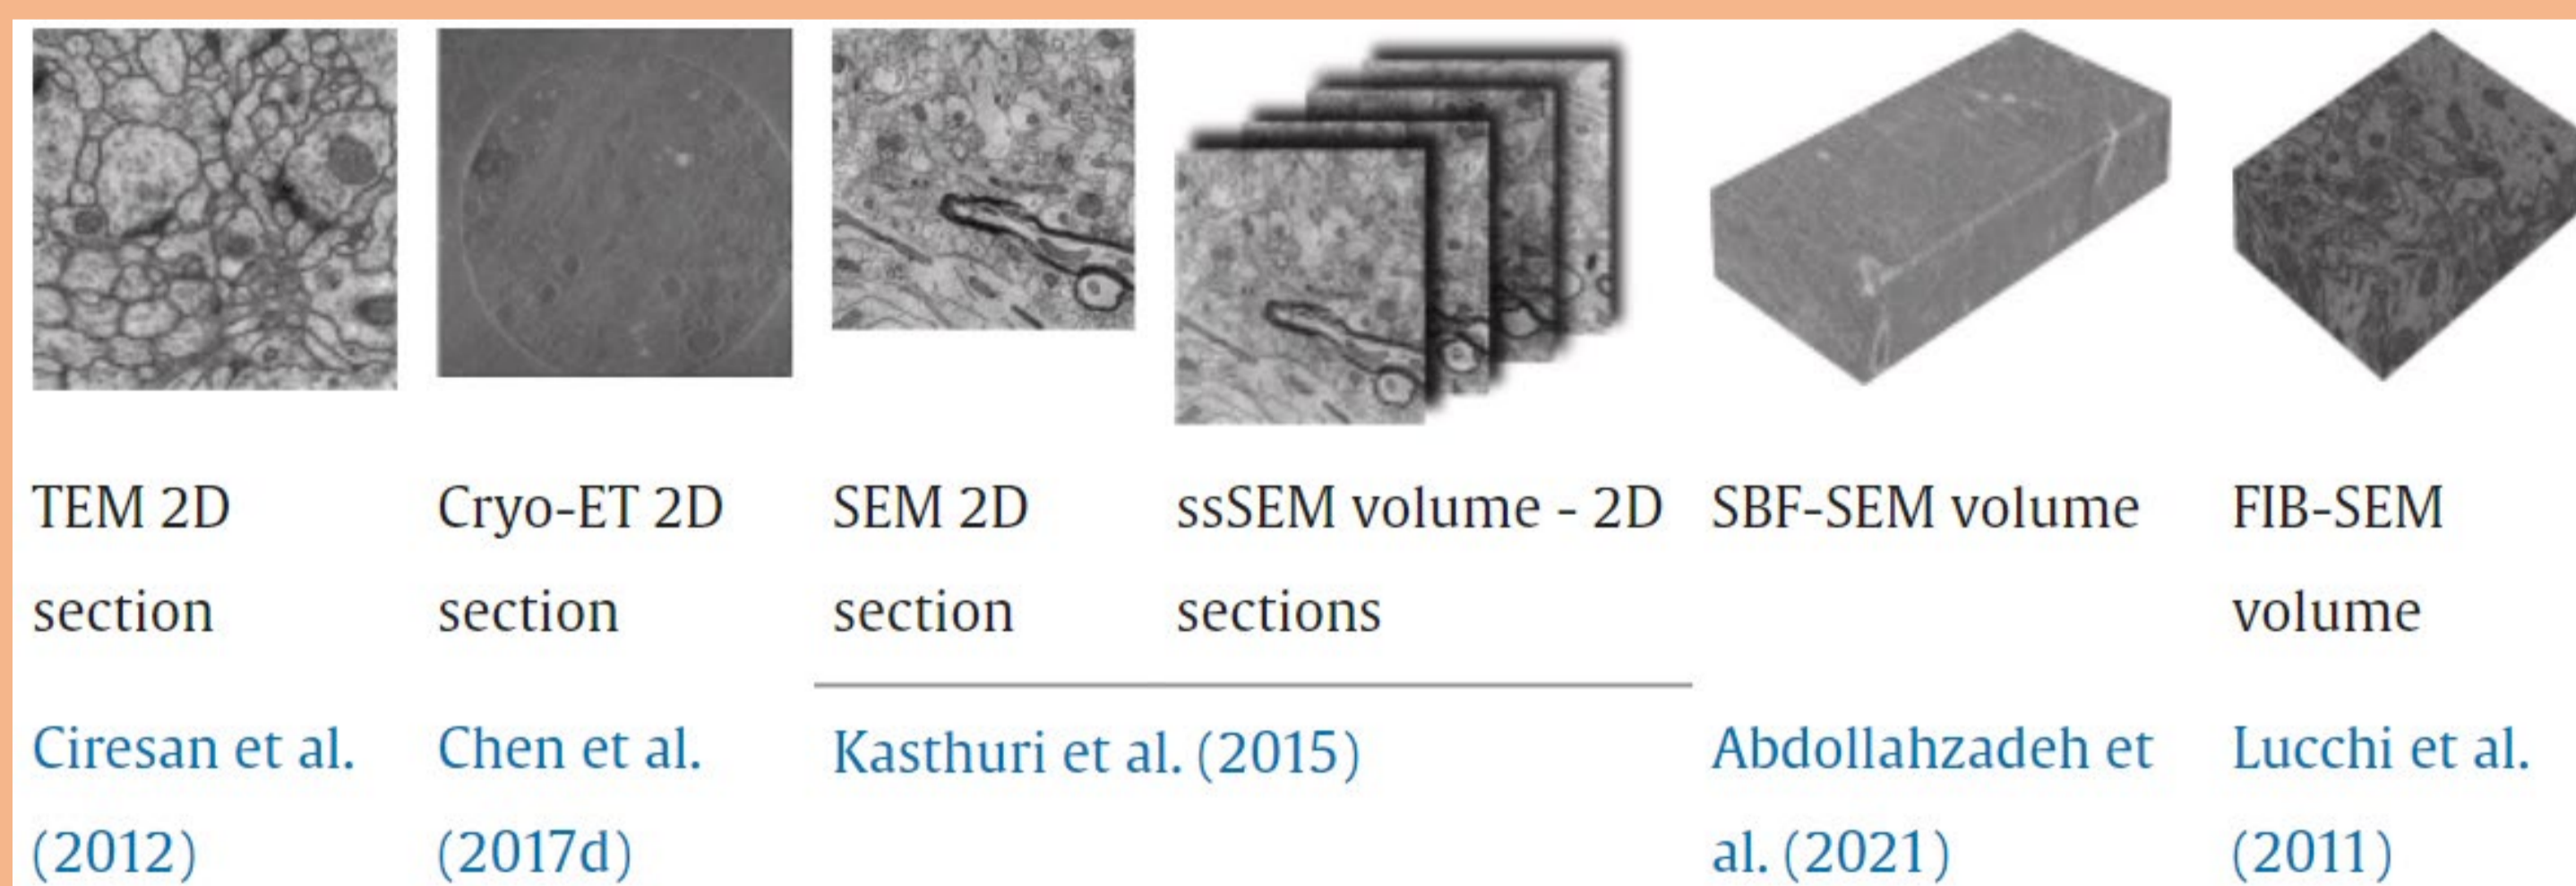 TEM 2D
section
Ciresan et al.
(2012)
Cryo-ET 2D
section
Chen et al.
(2017d)
SEM 2D
section
ssSEM volume - 2D
sections
Kasthuri et al. (2015)
SBF-SEM volume
Abdollahzadeh et
al. (2021)
FIB-SEM
volume
Lucchi et al.
(2011)